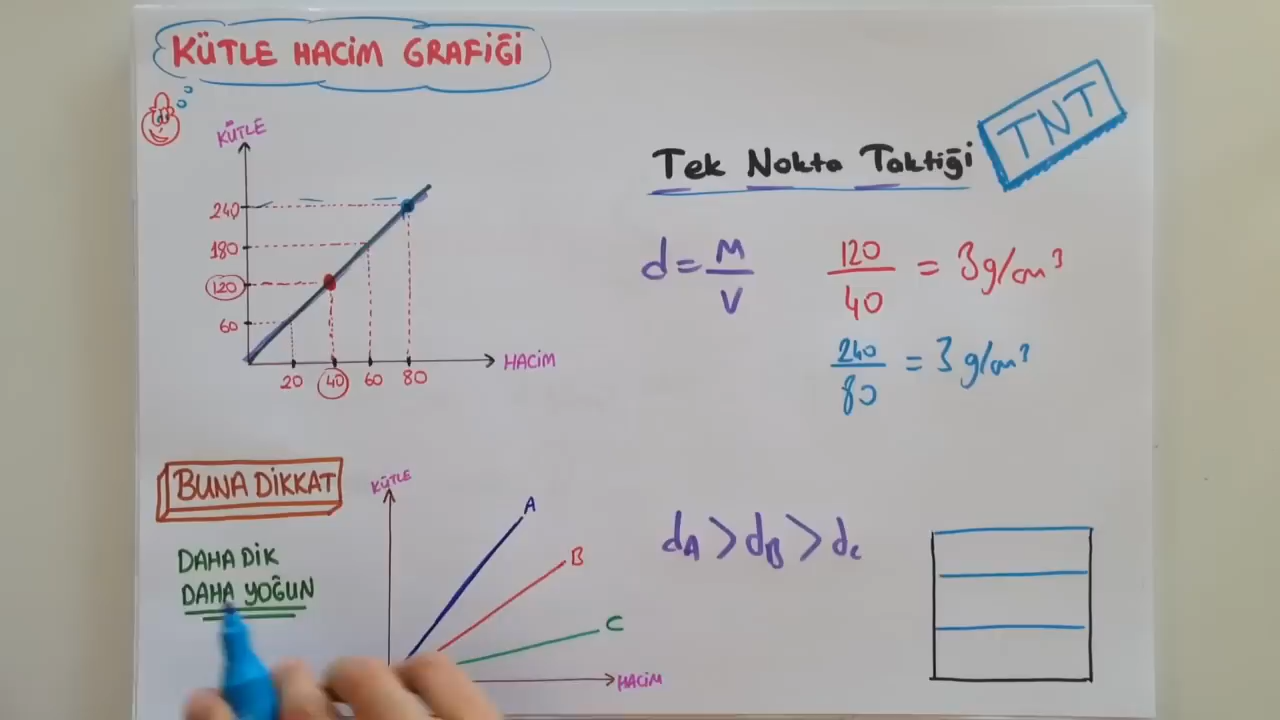 KÜTLE HACİM GRAFİĞİ
TNT
Tek Nokta Taktiği
KÜTLE
240
180
120
60
20 40 60 80
HACİM
d = M/V
120/40 = 3g/cm³
240/80 = 3 g/cm³
BUNA DİKKAT
DAHA DİK
DAHA YOĞUN
KÜTLE
A
B
C
HACİM
dA > dB > dc